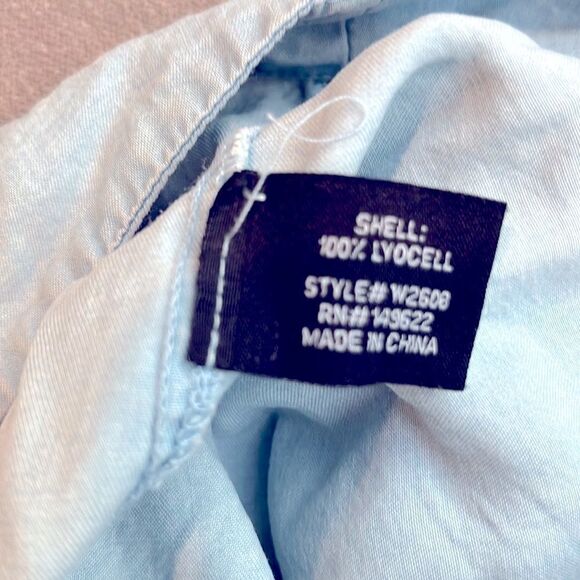 SHELL:
100% LYOCELL
STYLE# W2608
RN# 149622
MADE IN CHINA